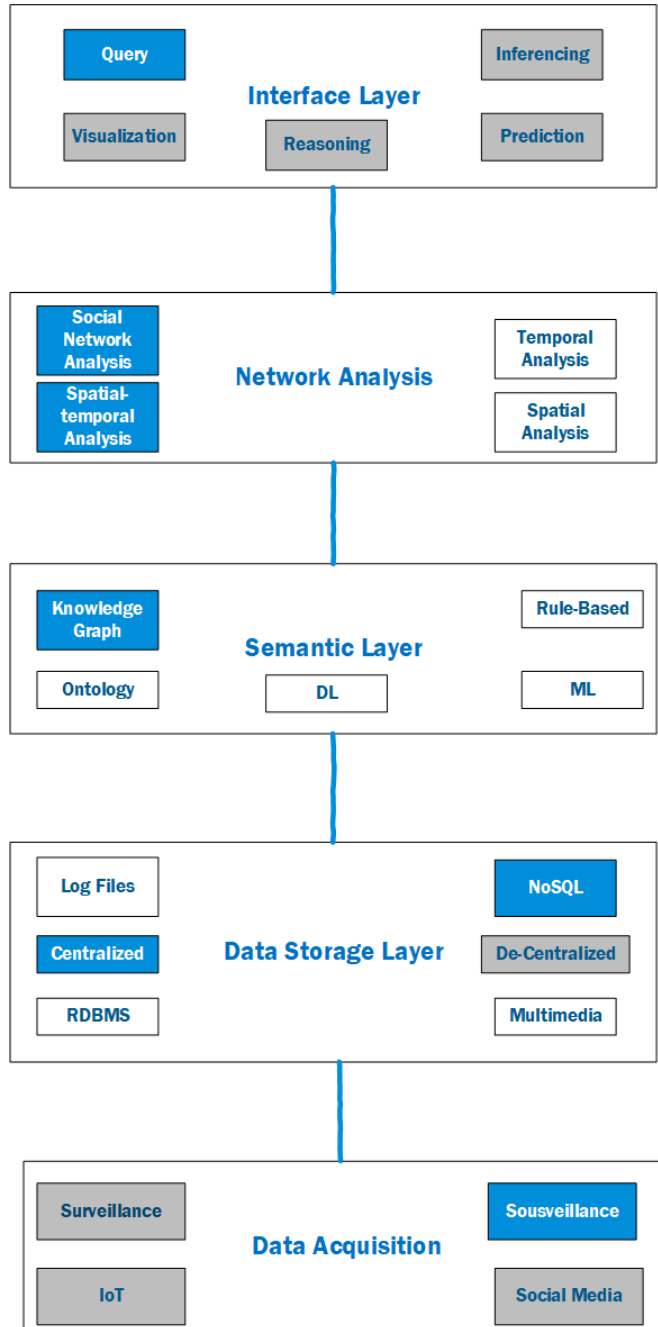 Query
Inferencing
Interface Layer
Visualization
Reasoning
Prediction
Social
Network
Analysis
Temporal
Analysis
Network Analysis
Spatial-
temporal
Analysis
Spatial
Analysis
Knowledge
Graph
Rule-Based
Semantic Layer
Ontology
DL
ML
Log Files
NoSQL
Centralized
Data Storage Layer
De-Centralized
RDBMS
Multimedia
Surveillance
Sousveillance
Data Acquisition
IoT
Social Media